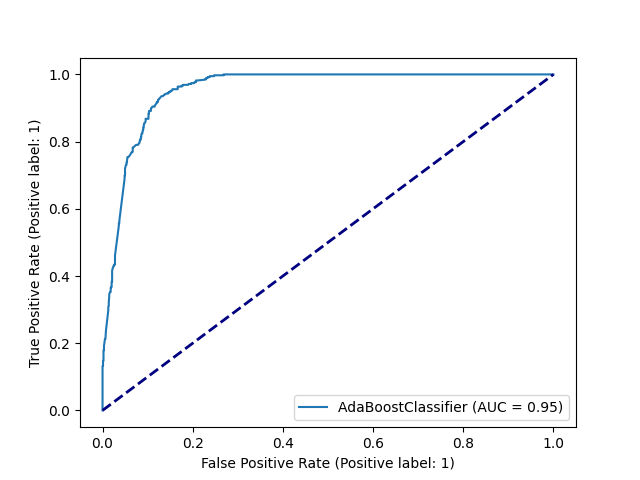 1.0
0.8
0.6
0.4
0.2
0.0
True Positive Rate (Positive label: 1)
AdaBoostClassifier (AUC = 0.95)
0.0 0.2 0.4 0.6 0.8 1.0
False Positive Rate (Positive label: 1)